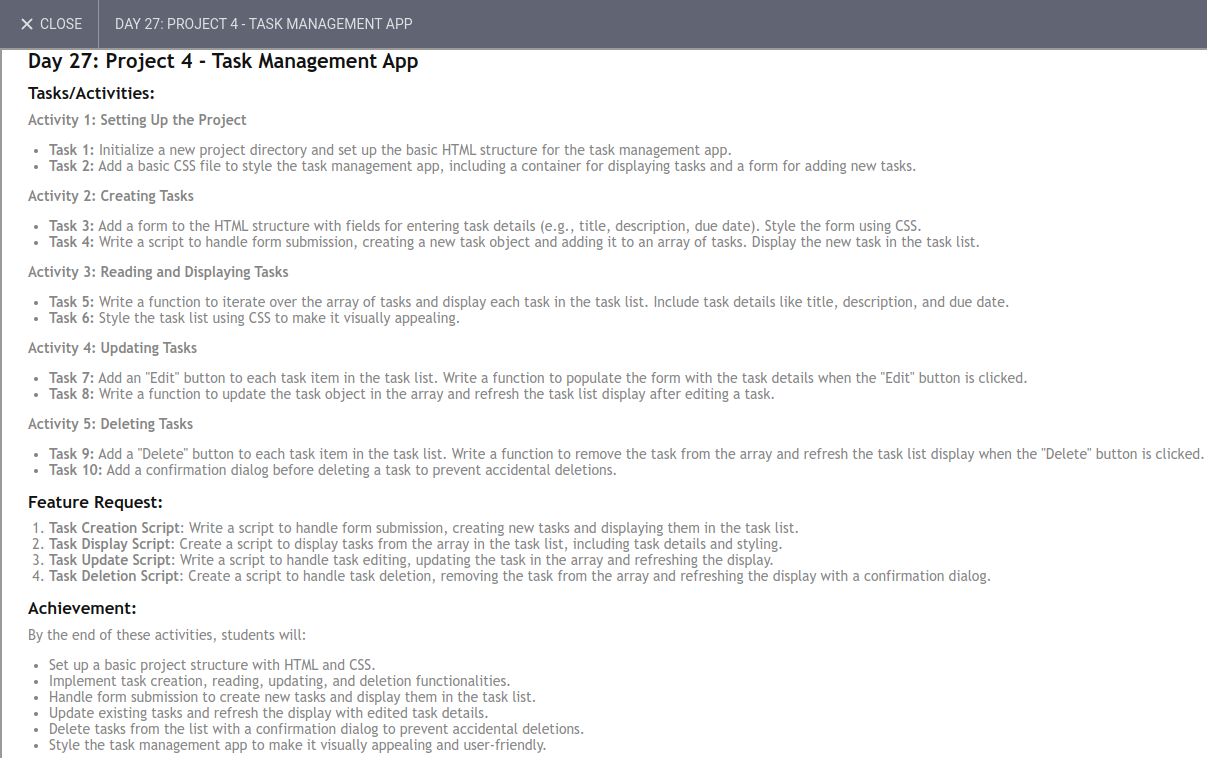 CLOSE DAY 27: PROJECT 4 - TASK MANAGEMENT APP
Day 27: Project 4 - Task Management App
Tasks/Activities:
Activity 1: Setting Up the Project
• Task 1: Initialize a new project directory and set up the basic HTML structure for the task management app.
• Task 2: Add a basic CSS file to style the task management app, including a container for displaying tasks and a form for adding new tasks.
Activity 2: Creating Tasks
• Task 3: Add a form to the HTML structure with fields for entering task details (e.g., title, description, due date). Style the form using CSS.
• Task 4: Write a script to handle form submission, creating a new task object and adding it to an array of tasks. Display the new task in the task list.
Activity 3: Reading and Displaying Tasks
• Task 5: Write a function to iterate over the array of tasks and display each task in the task list. Include task details like title, description, and due date.
• Task 6: Style the task list using CSS to make it visually appealing.
Activity 4: Updating Tasks
• Task 7: Add an "Edit" button to each task item in the task list. Write a function to populate the form with the task details when the "Edit" button is clicked.
• Task 8: Write a function to update the task object in the array and refresh the task list display after editing a task.
Activity 5: Deleting Tasks
• Task 9: Add a "Delete" button to each task item in the task list. Write a function to remove the task from the array and refresh the task list display when the "Delete" button is clicked.
• Task 10: Add a confirmation dialog before deleting a task to prevent accidental deletions.
Feature Request:
1. Task Creation Script: Write a script to handle form submission, creating new tasks and displaying them in the task list.
2. Task Display Script: Create a script to display tasks from the array in the task list, including task details and styling.
3. Task Update Script: Write a script to handle task editing, updating the task in the array and refreshing the display.
4. Task Deletion Script: Create a script to handle task deletion, removing the task from the array and refreshing the display with a confirmation dialog.
Achievement:
By the end of these activities, students will:
• Set up a basic project structure with HTML and CSS.
• Implement task creation, reading, updating, and deletion functionalities.
• Handle form submission to create new tasks and display them in the task list.
• Update existing tasks and refresh the display with edited task details.
• Delete tasks from the list with a confirmation dialog to prevent accidental deletions.
• Style the task management app to make it visually appealing and user-friendly.